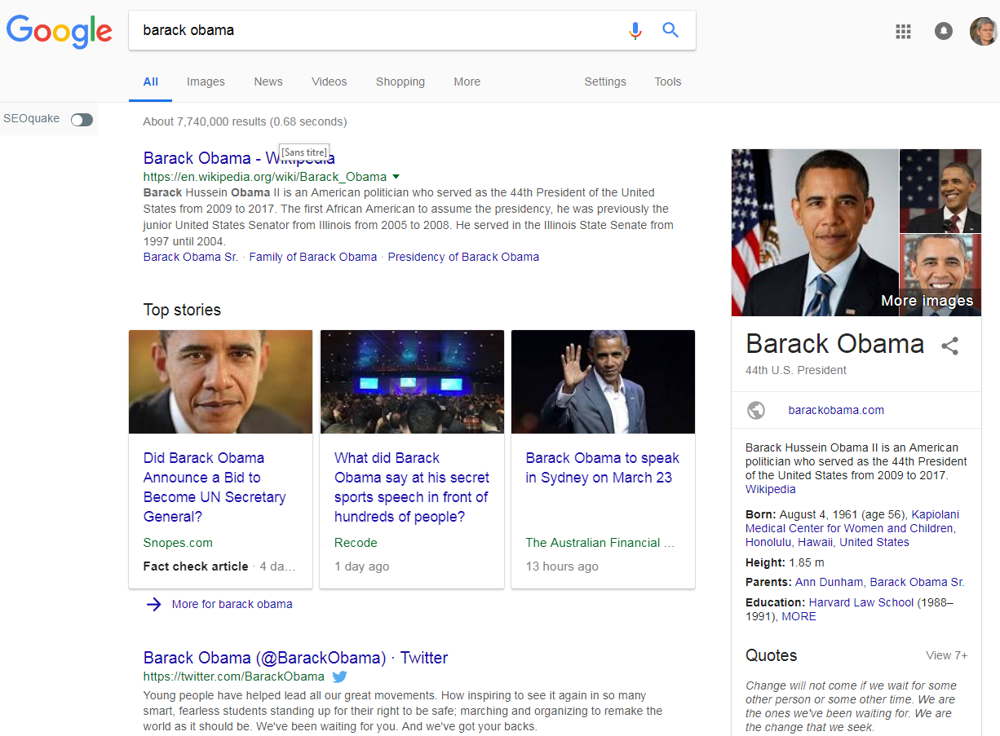 Google
barack obama
All Images News Videos Shopping More Settings Tools
SEOquake
About 7,740,000 results (0.68 seconds)
[Sans titre]
Barack Obama - Wikipedia
https://en.wikipedia.org/wiki/Barack_Obama
Barack Hussein Obama II is an American politician who served as the 44th President of the United
States from 2009 to 2017. The first African American to assume the presidency, he was previously the
junior United States Senator from Illinois from 2005 to 2008. He served in the Illinois State Senate from
1997 until 2004.
Barack Obama Sr. · Family of Barack Obama · Presidency of Barack Obama
Top stories
Did Barack Obama
Announce a Bid to
Become UN Secretary
General?
Snopes.com
Fact check article · 4 da...
What did Barack
Obama say at his secret
sports speech in front of
hundreds of people?
Recode
1 day ago
Barack Obama to speak
in Sydney on March 23
The Australian Financial ...
13 hours ago
More for barack obama
Barack Obama (@BarackObama) · Twitter
https://twitter.com/BarackObama
Young people have helped lead all our great movements. How inspiring to see it again in so many
smart, fearless students standing up for their right to be safe; marching and organizing to remake the
world as it should be. We've been waiting for you. And we've got your backs.
More images
Barack Obama
44th U.S. President
barackobama.com
Barack Hussein Obama II is an American
politician who served as the 44th President
of the United States from 2009 to 2017.
Wikipedia
Born: August 4, 1961 (age 56), Kapiolani
Medical Center for Women and Children,
Honolulu, Hawaii, United States
Height: 1.85 m
Parents: Ann Dunham, Barack Obama Sr.
Education: Harvard Law School (1988–
1991), MORE
Quotes View 7+
Change will not come if we wait for some
other person or some other time. We are
the ones we've been waiting for. We are
the change that we seek.